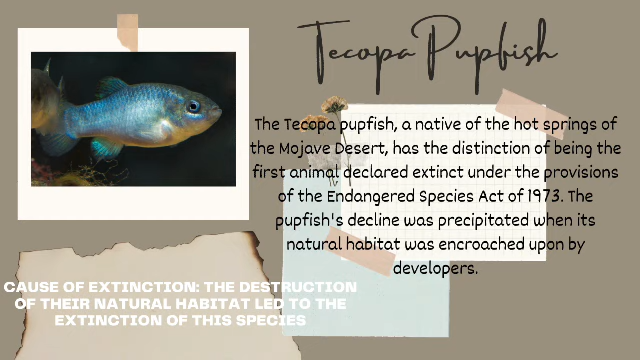 Tecopa Pupfish
The Tecopa pupfish, a native of the hot springs of
the Mojave Desert, has the distinction of being the
first animal declared extinct under the provisions
of the Endangered Species Act of 1973. The
pupfish's decline was precipitated when its
natural habitat was encroached upon by
developers.
CAUSE OF EXTINCTION: THE DESTRUCTION
OF THEIR NATURAL HABITAT LED TO THE
EXTINCTION OF THIS SPECIES